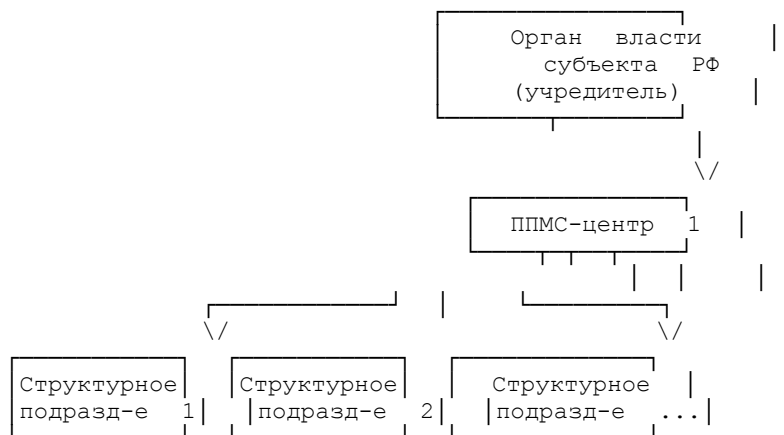 Орган власти
субъекта РФ
(учредитель)
ППМС-центр 1
Структурное Структурное Структурное
подразд-е 1 подразд-е 2 подразд-е ...